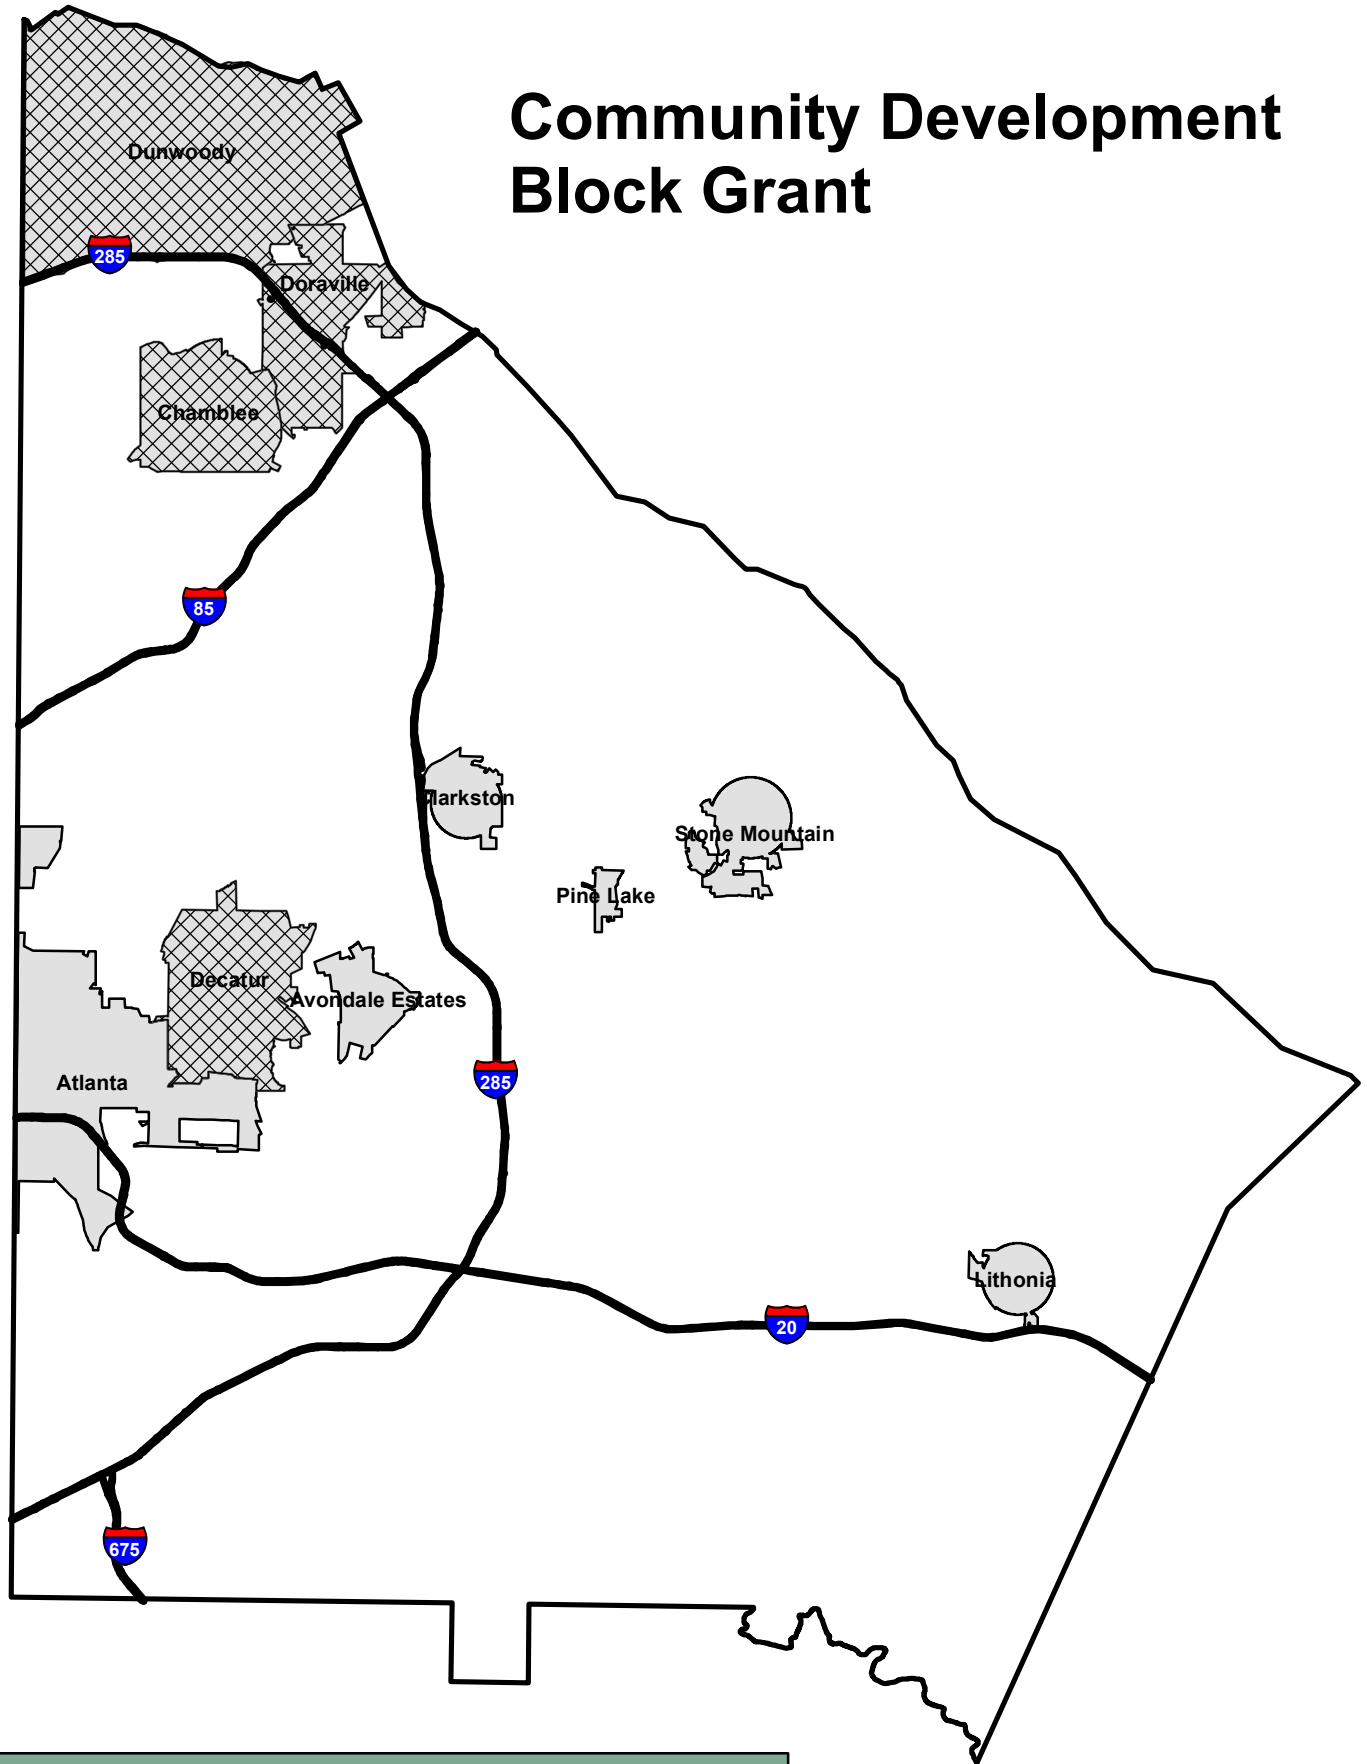 Community Development
Block Grant
Dunwoody
285
Doraville
Chamblee
85
Clarkston
Stone Mountain
Pine Lake
Decatur
Avondale Estates
Atlanta
285
Lithonia
20
675